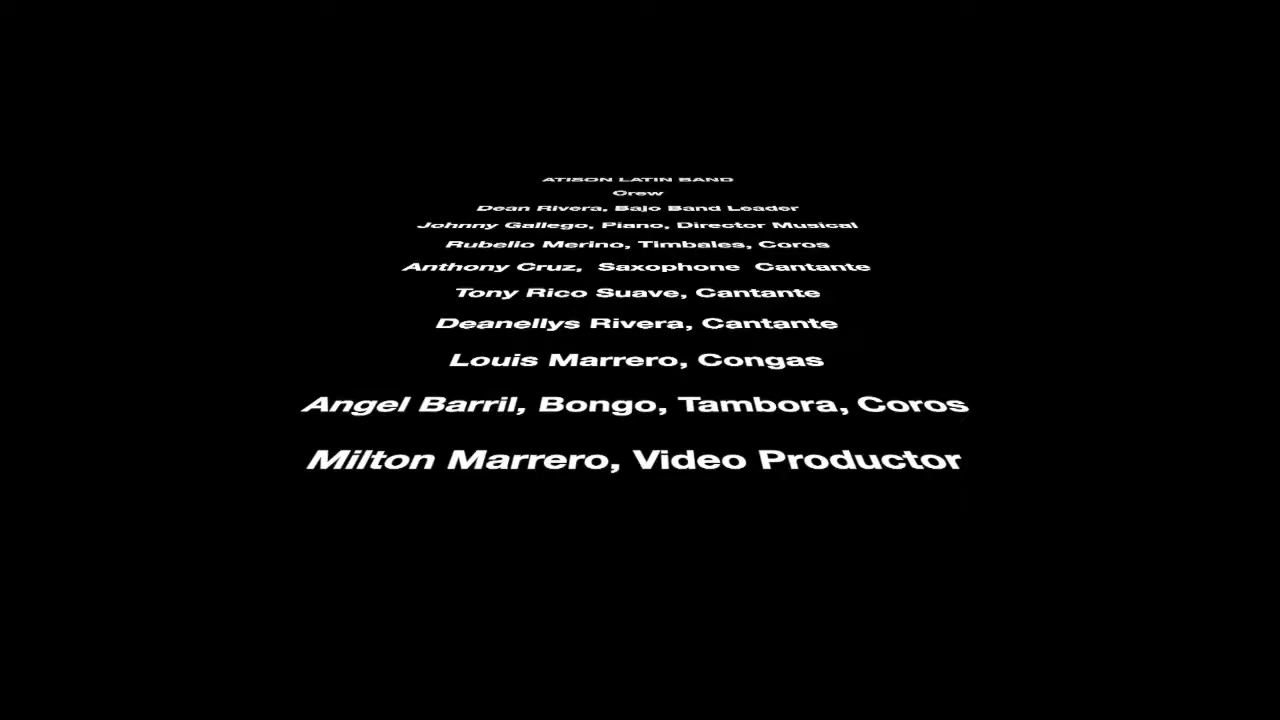 ATISON LATIN BAND
Crew
Dean Rivera, Bajo Band Leader
Johnny Gallego, Piano, Director Musical
Rubelio Merino, Timbales, Coros
Anthony Cruz, Saxophone Cantante
Tony Rico Suave, Cantante
Deanellys Rivera, Cantante
Louis Marrero, Congas
Angel Barril, Bongo, Tambora, Coros
Milton Marrero, Video Productor